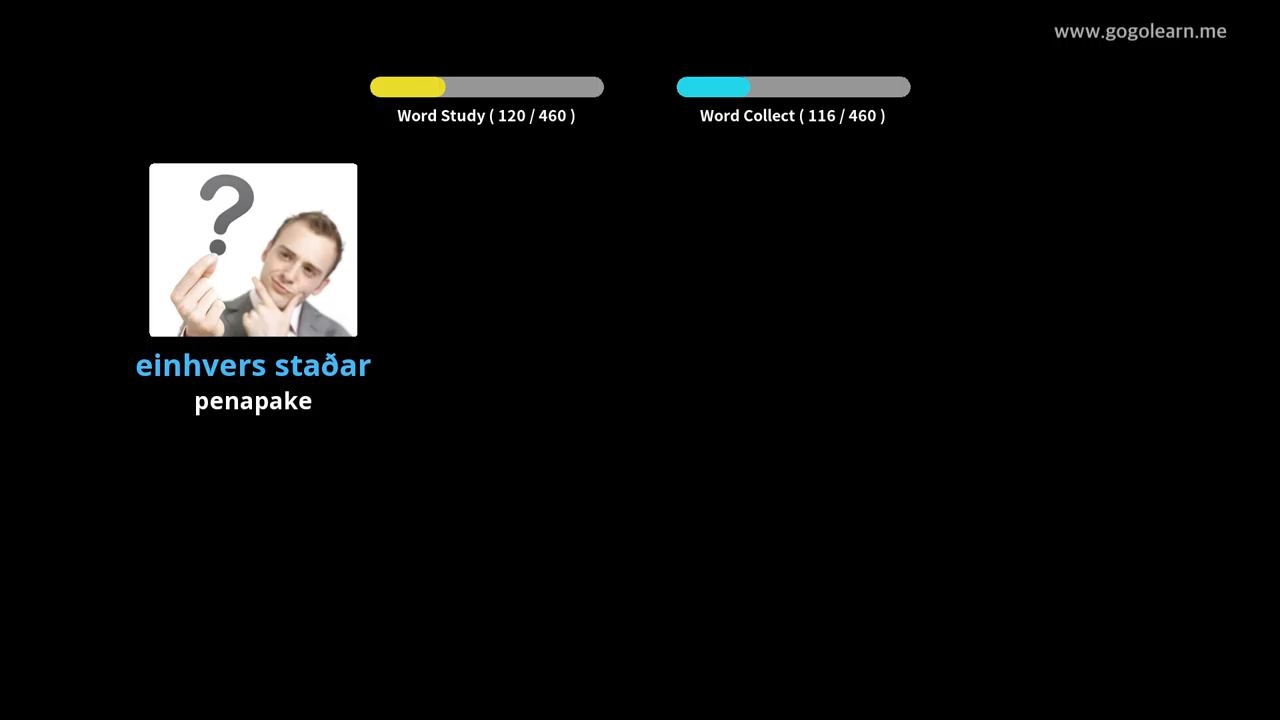 www.gogolearn.me
Word Study ( 120 / 460 )
Word Collect ( 116 / 460 )
?
einhvers staðar
penapake